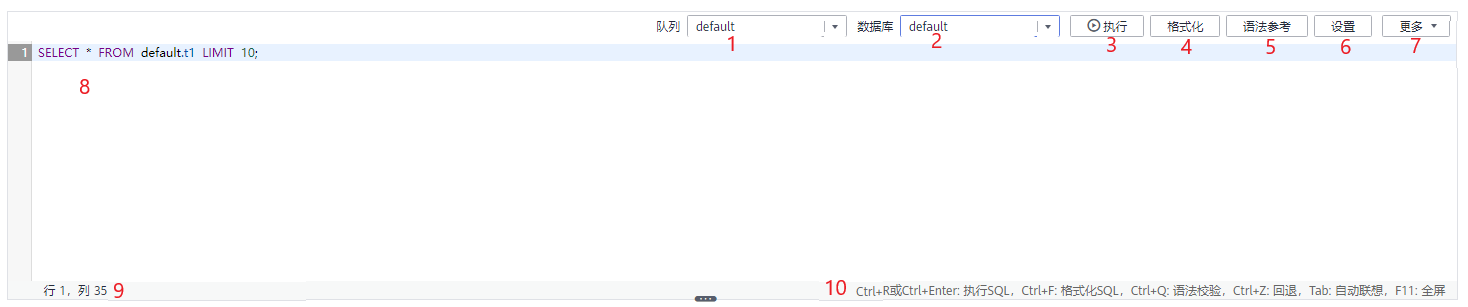 队列 default 数据库 default 执行 格式化 语法参考 设置 更多
1 2 3 4 5 6 7
1 SELECT * FROM default.t1 LIMIT 10;
8
行 1，列 35 9 10 Ctrl+R或Ctrl+Enter: 执行SQL，Ctrl+F: 格式化SQL，Ctrl+Q: 语法校验，Ctrl+Z: 回退，Tab: 自动联想，F11: 全屏